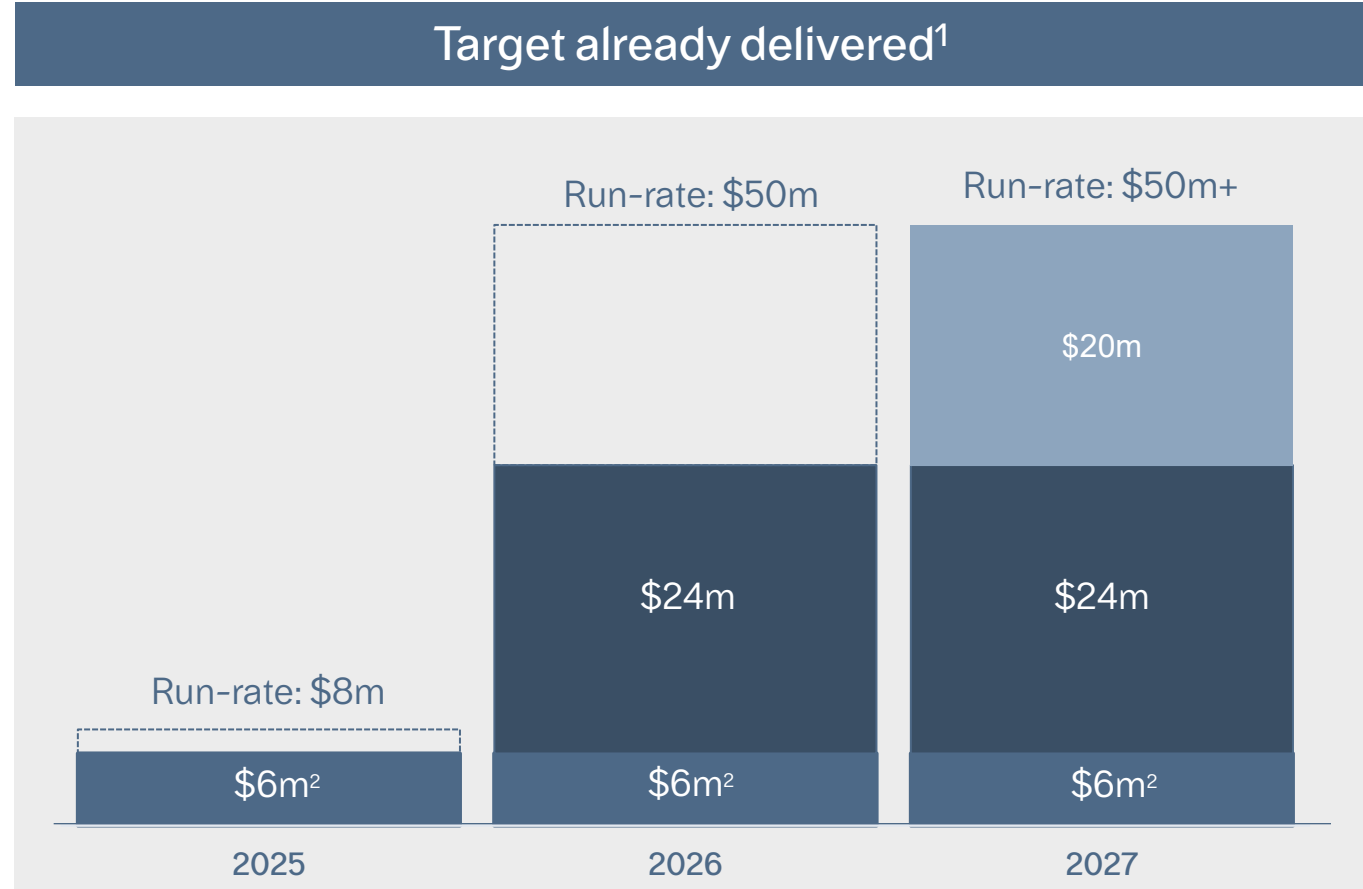 Target already delivered¹
Run-rate: $50m
Run-rate: $50m+
$20m
$24m
$24m
Run-rate: $8m
$6m²
$6m²
$6m²
2025
2026
2027